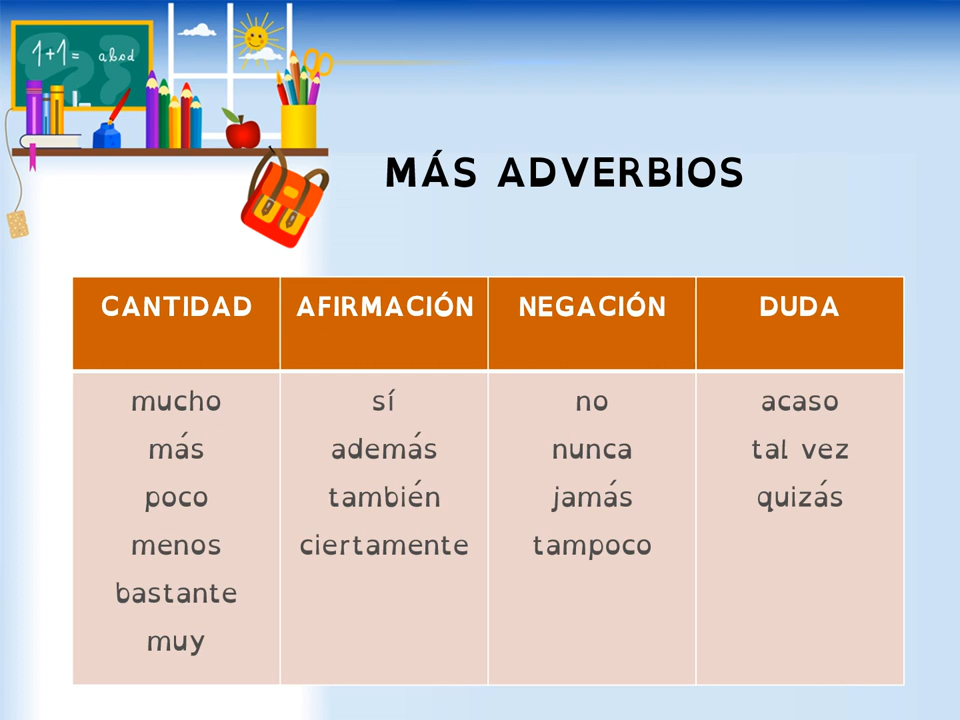 1+1= abcd
MÁS ADVERBIOS
CANTIDAD AFIRMACIÓN NEGACIÓN DUDA
mucho sí no acaso
más además nunca tal vez
poco también jamás quizás
menos ciertamente tampoco
bastante
muy